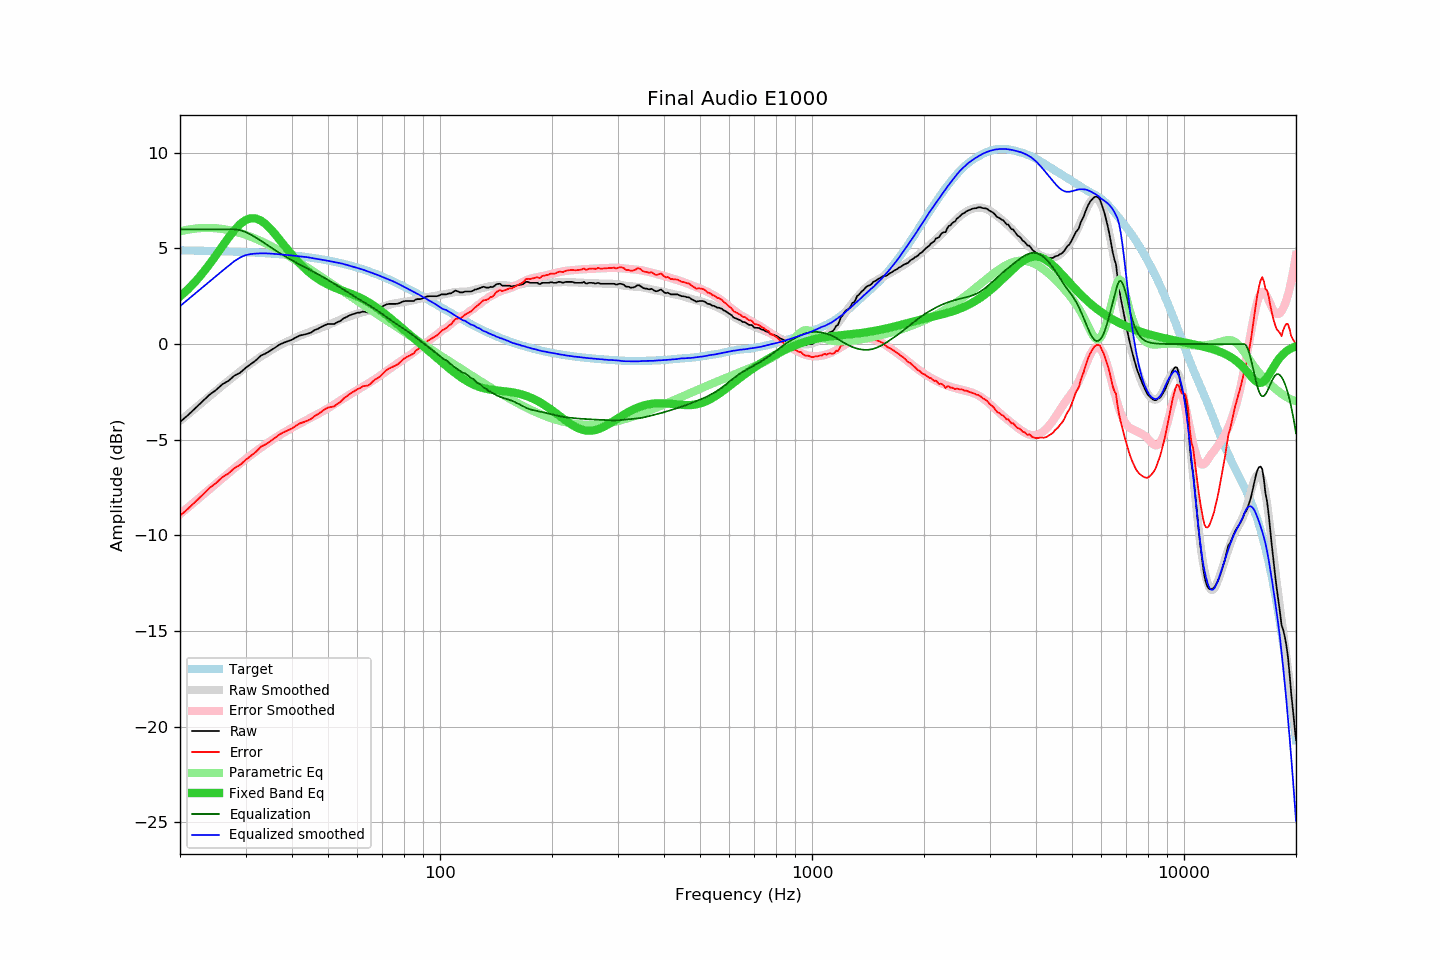 Final Audio E1000
10
5
0
−5
−10
−15
−20
−25
Amplitude (dBr)
Target
Raw Smoothed
Error Smoothed
Raw
Error
Parametric Eq
Fixed Band Eq
Equalization
Equalized smoothed
100
1000
10000
Frequency (Hz)